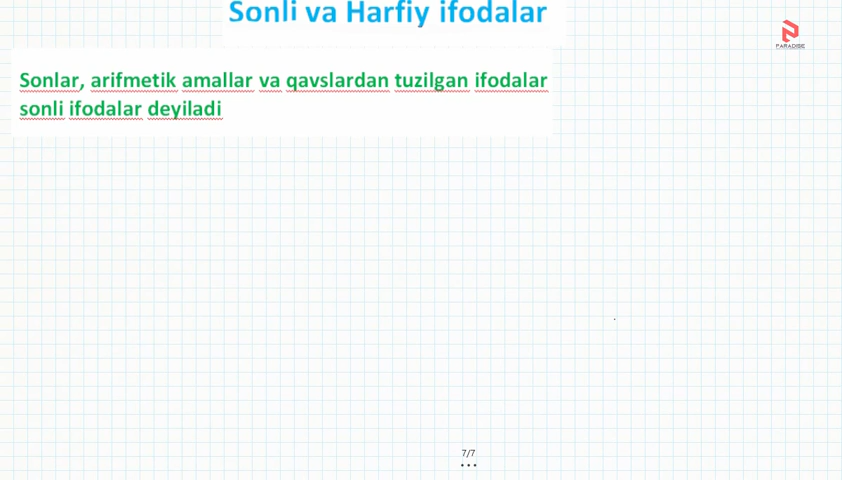 Sonli va Harfiy ifodalar
PARADISE
Sonlar, arifmetik amallar va qavslardan tuzilgan ifodalar
sonli ifodalar deyiladi
7/7